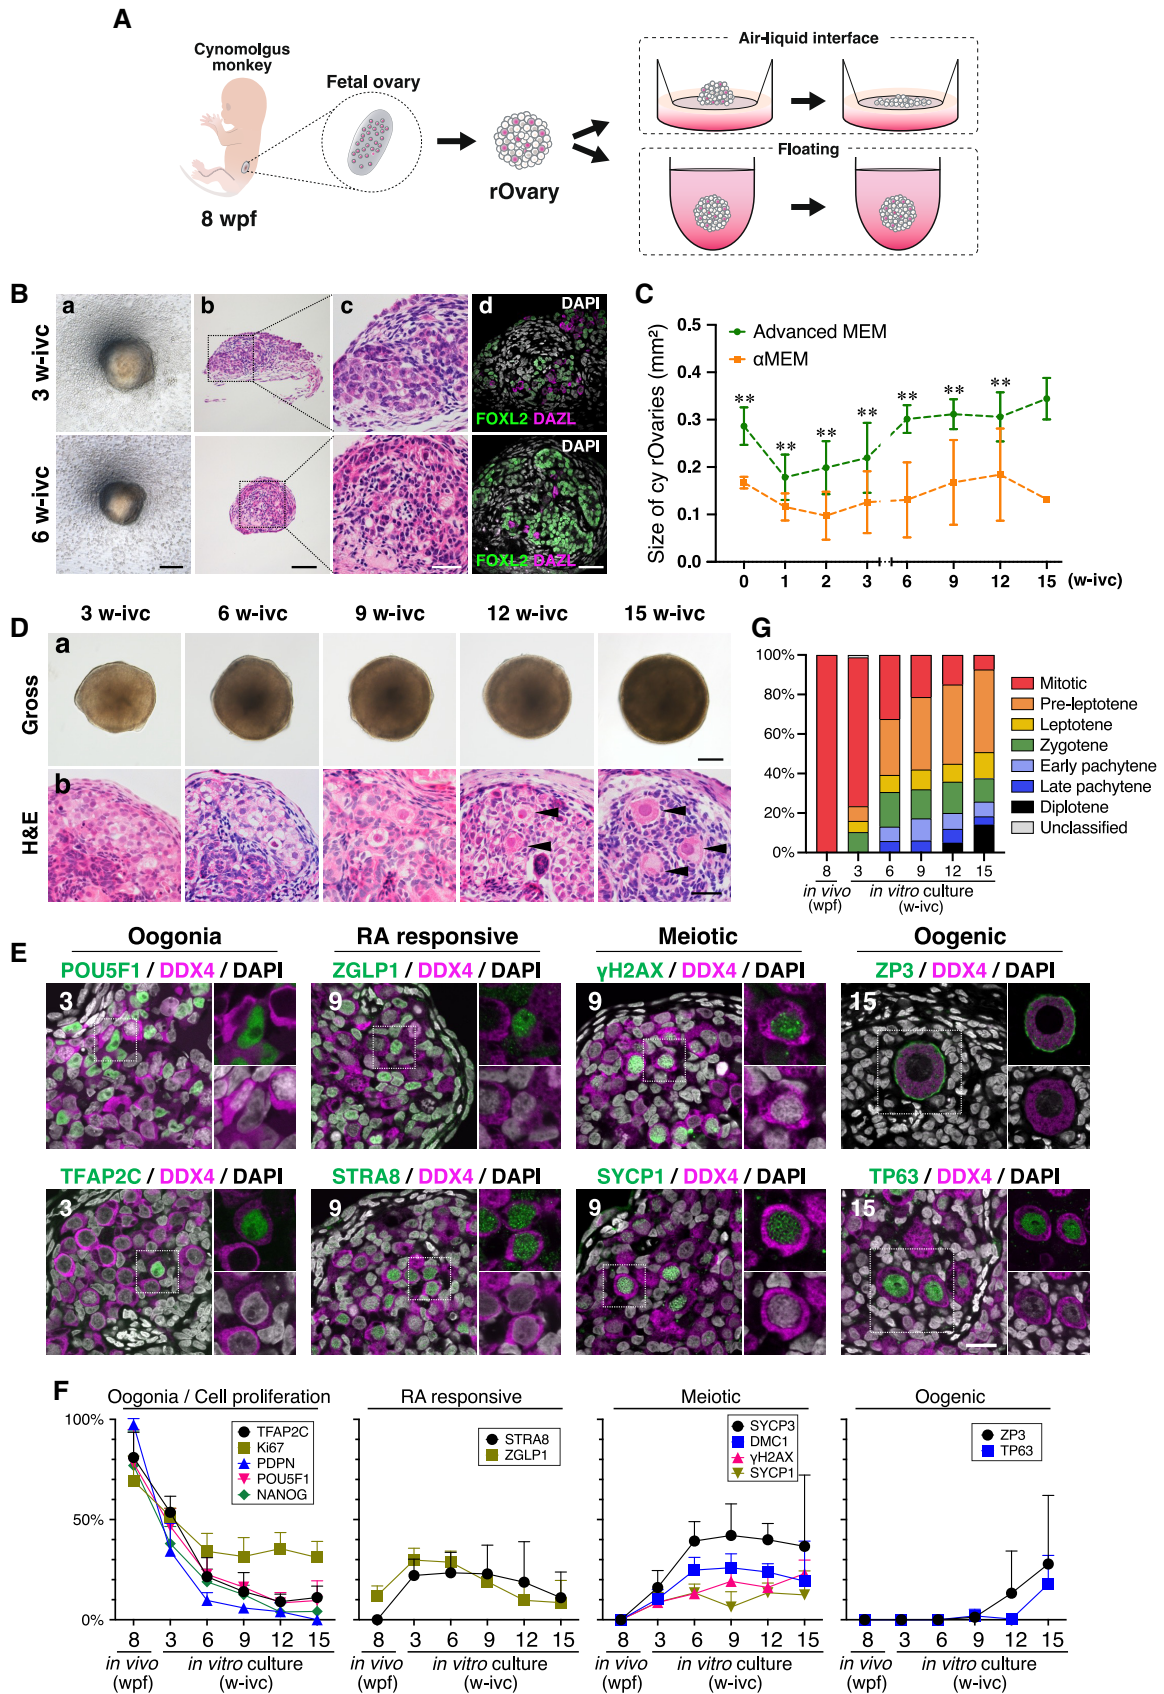 A
Cynomolgus
monkey
Fetal ovary
8 wpf
rOvary
Air-liquid interface
Floating
B
a
b
c
d
DAPI
3 w-ivc
FOXL2 DAZL
DAPI
6 w-ivc
FOXL2 DAZL
C
Size of cy rOvaries (mm²)
0.5
0.4
0.3
0.2
0.1
0.0
Advanced MEM
αMEM
**
**
**
**
**
**
**
0 1 2 3 6 9 12 15 (w-ivc)
D
3 w-ivc 6 w-ivc 9 w-ivc 12 w-ivc 15 w-ivc
a
Gross
b
H&E
G
100%
80%
60%
40%
20%
0%
Mitotic
Pre-leptotene
Leptotene
Zygotene
Early pachytene
Late pachytene
Diplotene
Unclassified
8 3 6 9 12 15
in vivo in vitro culture
(wpf) (w-ivc)
E
Oogonia RA responsive Meiotic Oogenic
POU5F1 / DDX4 / DAPI ZGLP1 / DDX4 / DAPI γH2AX / DDX4 / DAPI ZP3 / DDX4 / DAPI
3 9 9 15
TFAP2C / DDX4 / DAPI STRA8 / DDX4 / DAPI SYCP1 / DDX4 / DAPI TP63 / DDX4 / DAPI
3 9 9 15
F
Oogonia / Cell proliferation
100%
50%
0%
TFAP2C
Ki67
PDPN
POU5F1
NANOG
8 3 6 9 12 15
in vivo in vitro culture
(wpf) (w-ivc)
RA responsive
STRA8
ZGLP1
8 3 6 9 12 15
in vivo in vitro culture
(wpf) (w-ivc)
Meiotic
SYCP3
DMC1
γH2AX
SYCP1
8 3 6 9 12 15
in vivo in vitro culture
(wpf) (w-ivc)
Oogenic
ZP3
TP63
8 3 6 9 12 15
in vivo in vitro culture
(wpf) (w-ivc)